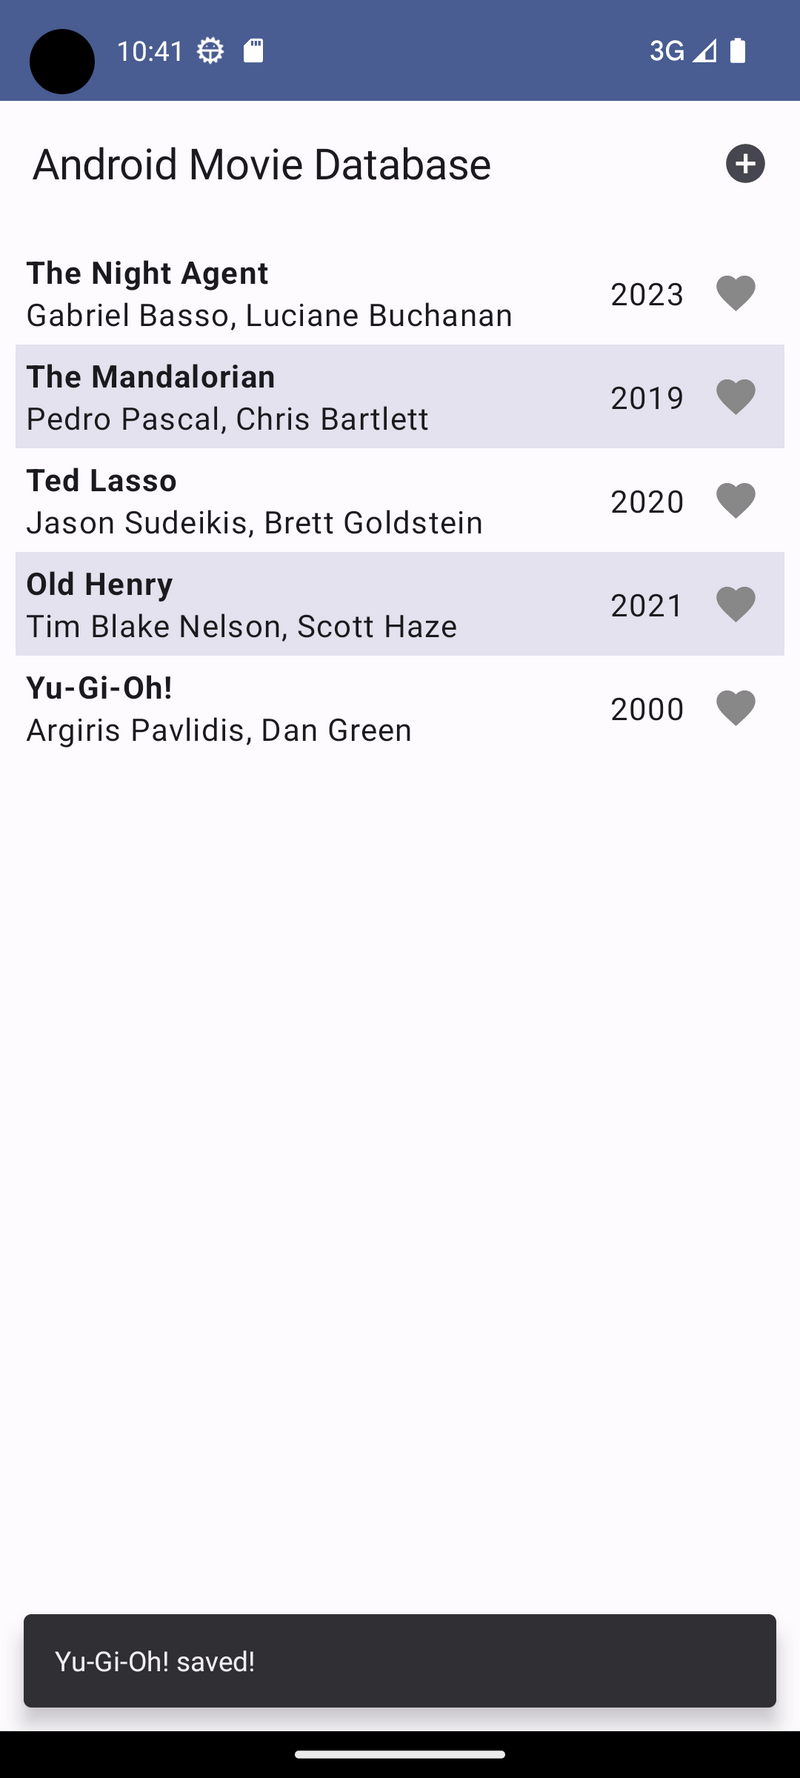 10:41
3G
Android Movie Database
The Night Agent
Gabriel Basso, Luciane Buchanan
2023
The Mandalorian
Pedro Pascal, Chris Bartlett
2019
Ted Lasso
Jason Sudeikis, Brett Goldstein
2020
Old Henry
Tim Blake Nelson, Scott Haze
2021
Yu-Gi-Oh!
Argiris Pavlidis, Dan Green
2000
Yu-Gi-Oh! saved!